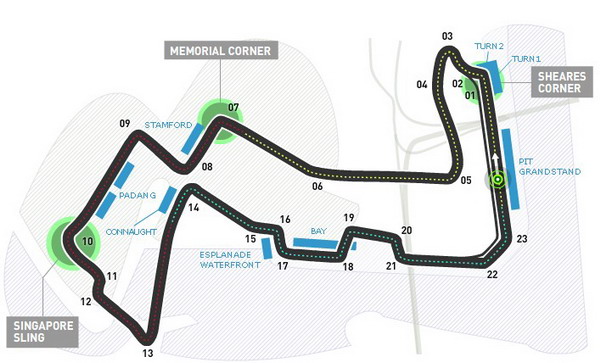 03
TURN 2
TURN 1
MEMORIAL CORNER
SHEARES
CORNER
02
04
01
07
09
STAMFORD
PIT
GRANDSTAND
08
06
05
PADANG
14
CONNAUGHT
16
BAY
19
20
15
23
10
ESPLANADE
WATERFRONT
17
18
21
22
11
12
SINGAPORE
SLING
13